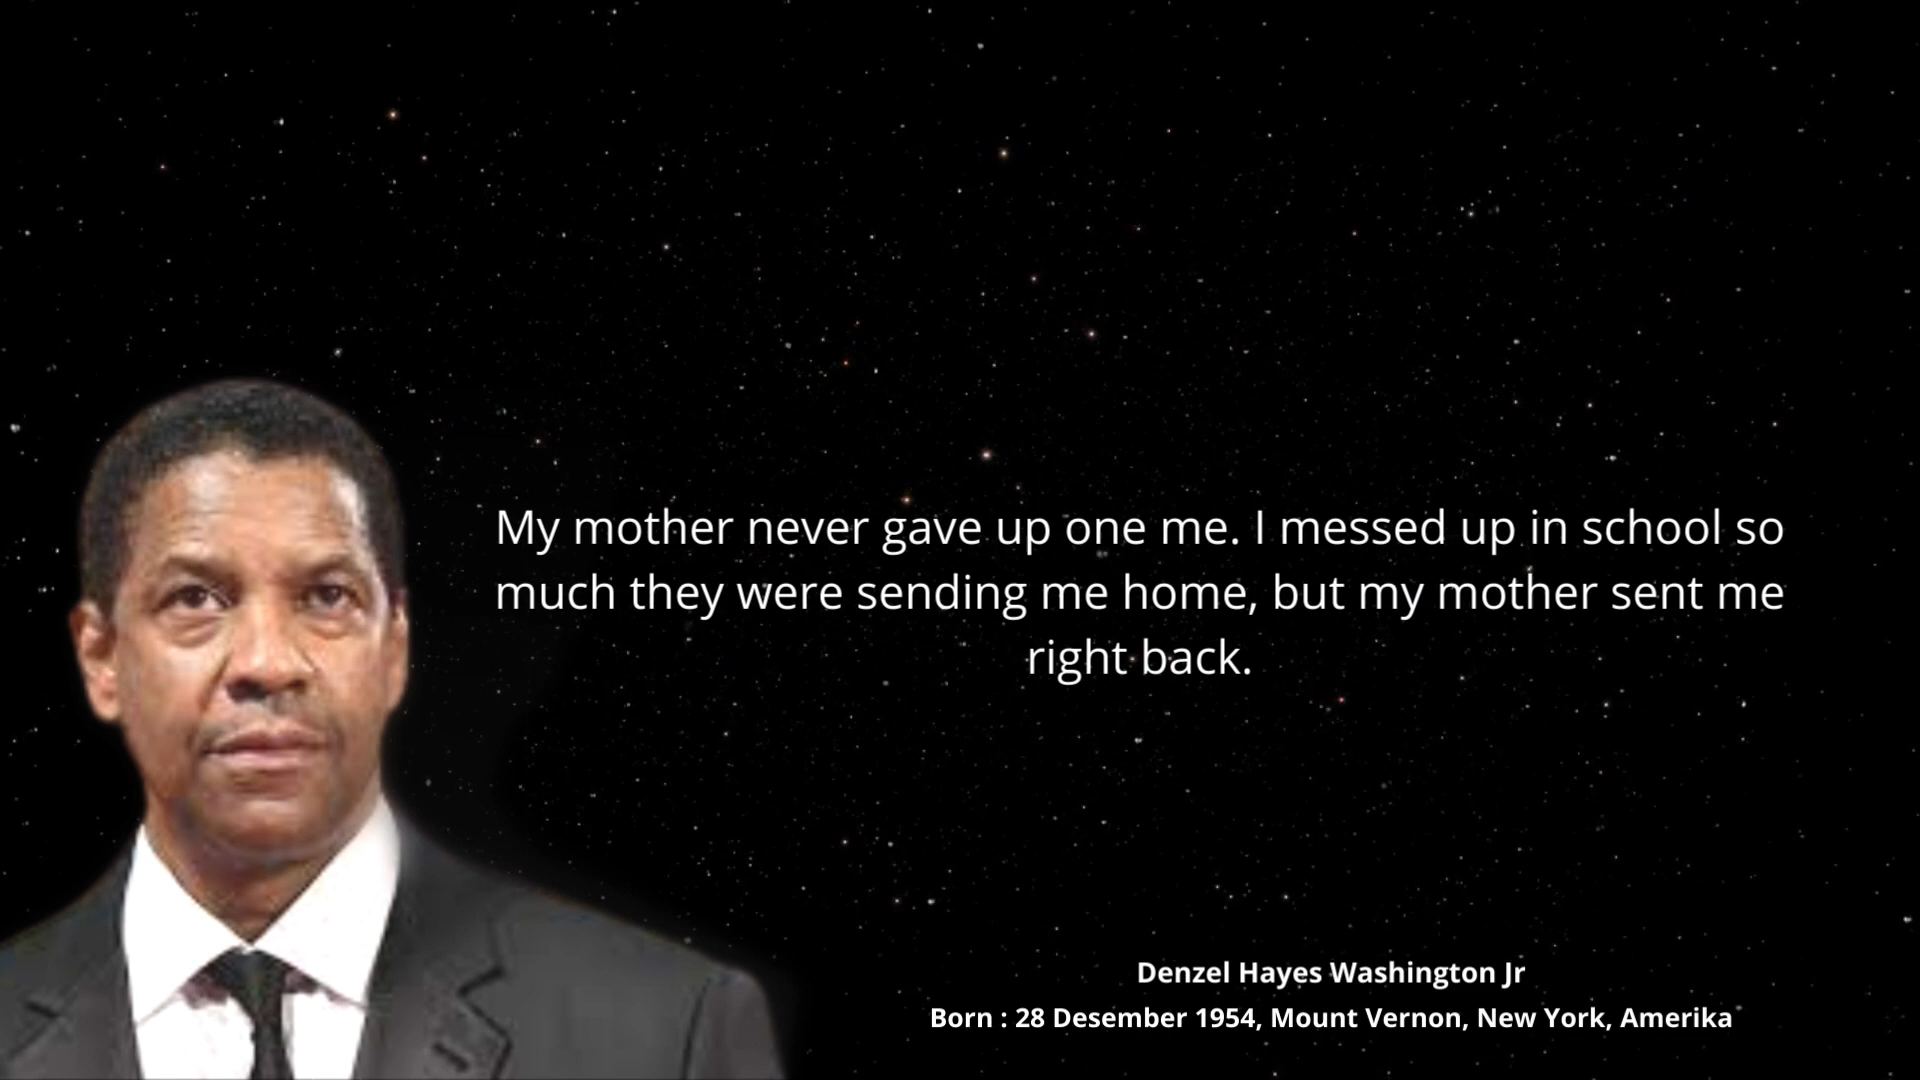 My mother never gave up one me. I messed up in school so
much they were sending me home, but my mother sent me
right back.
Denzel Hayes Washington Jr
Born : 28 Desember 1954, Mount Vernon, New York, Amerika